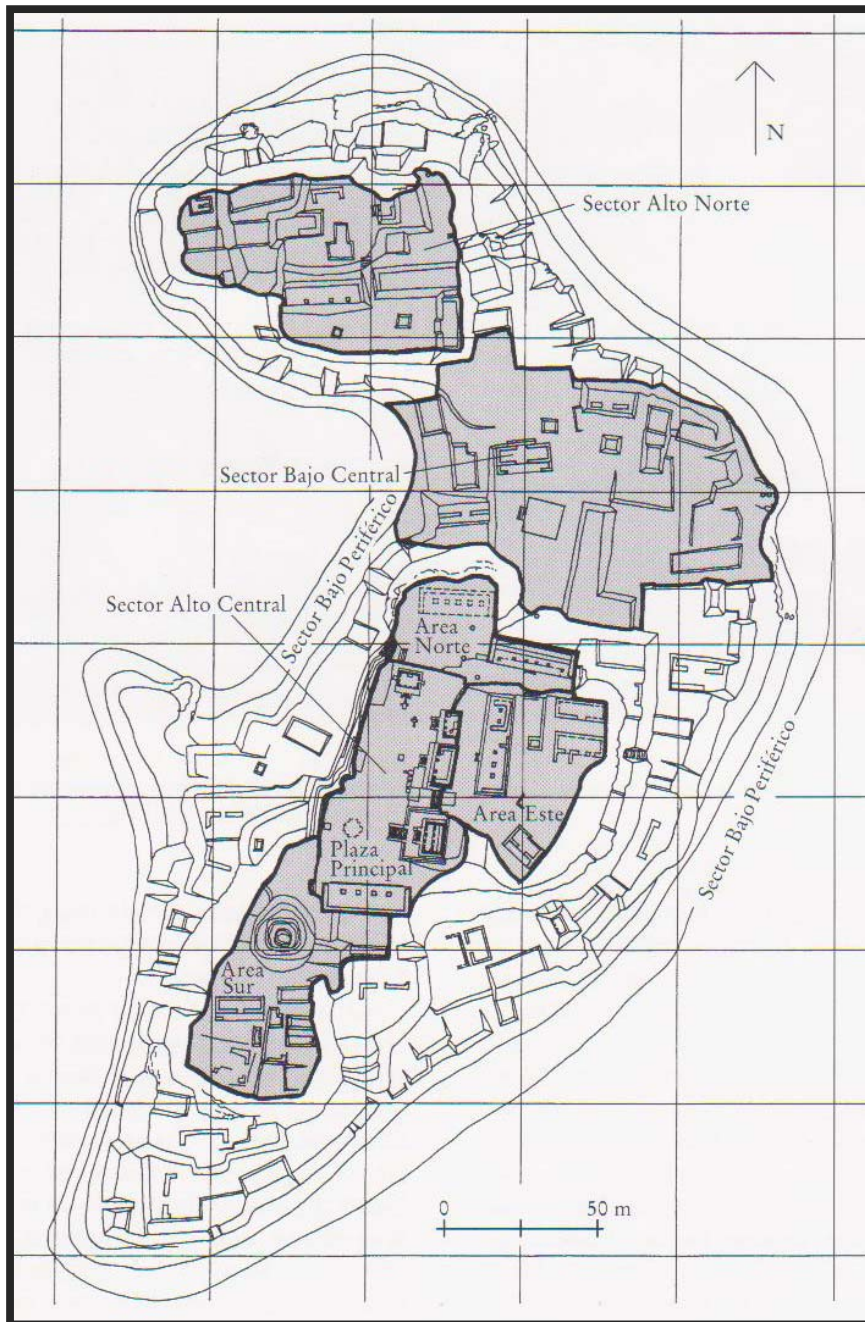 N
Sector Alto Norte
Sector Bajo Central
Sector Bajo Periférico
Sector Alto Central
Area
Norte
Sector Bajo Periférico
Area Este
Plaza
Principal
Area
Sur
0 50 m